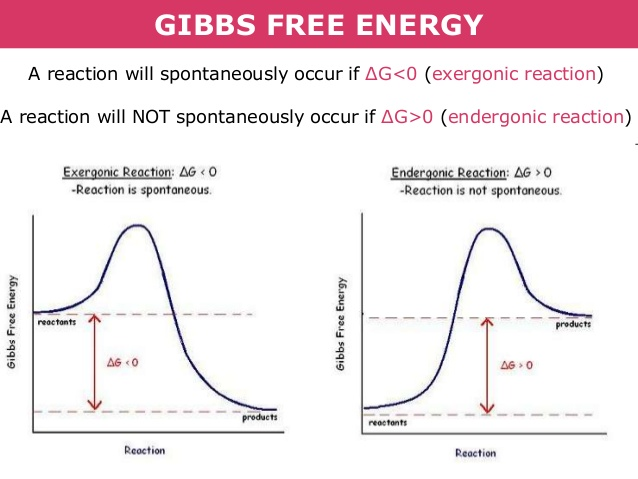 GIBBS FREE ENERGY
A reaction will spontaneously occur if ΔG<0 (exergonic reaction)
A reaction will NOT spontaneously occur if ΔG>0 (endergonic reaction)
Exergonic Reaction: ΔG < 0
-Reaction is spontaneous.
Gibbs Free Energy
reactants
ΔG < 0
products
Reaction
Endergonic Reaction: ΔG > 0
-Reaction is not spontaneous.
Gibbs Free Energy
products
ΔG > 0
reactants
Reaction